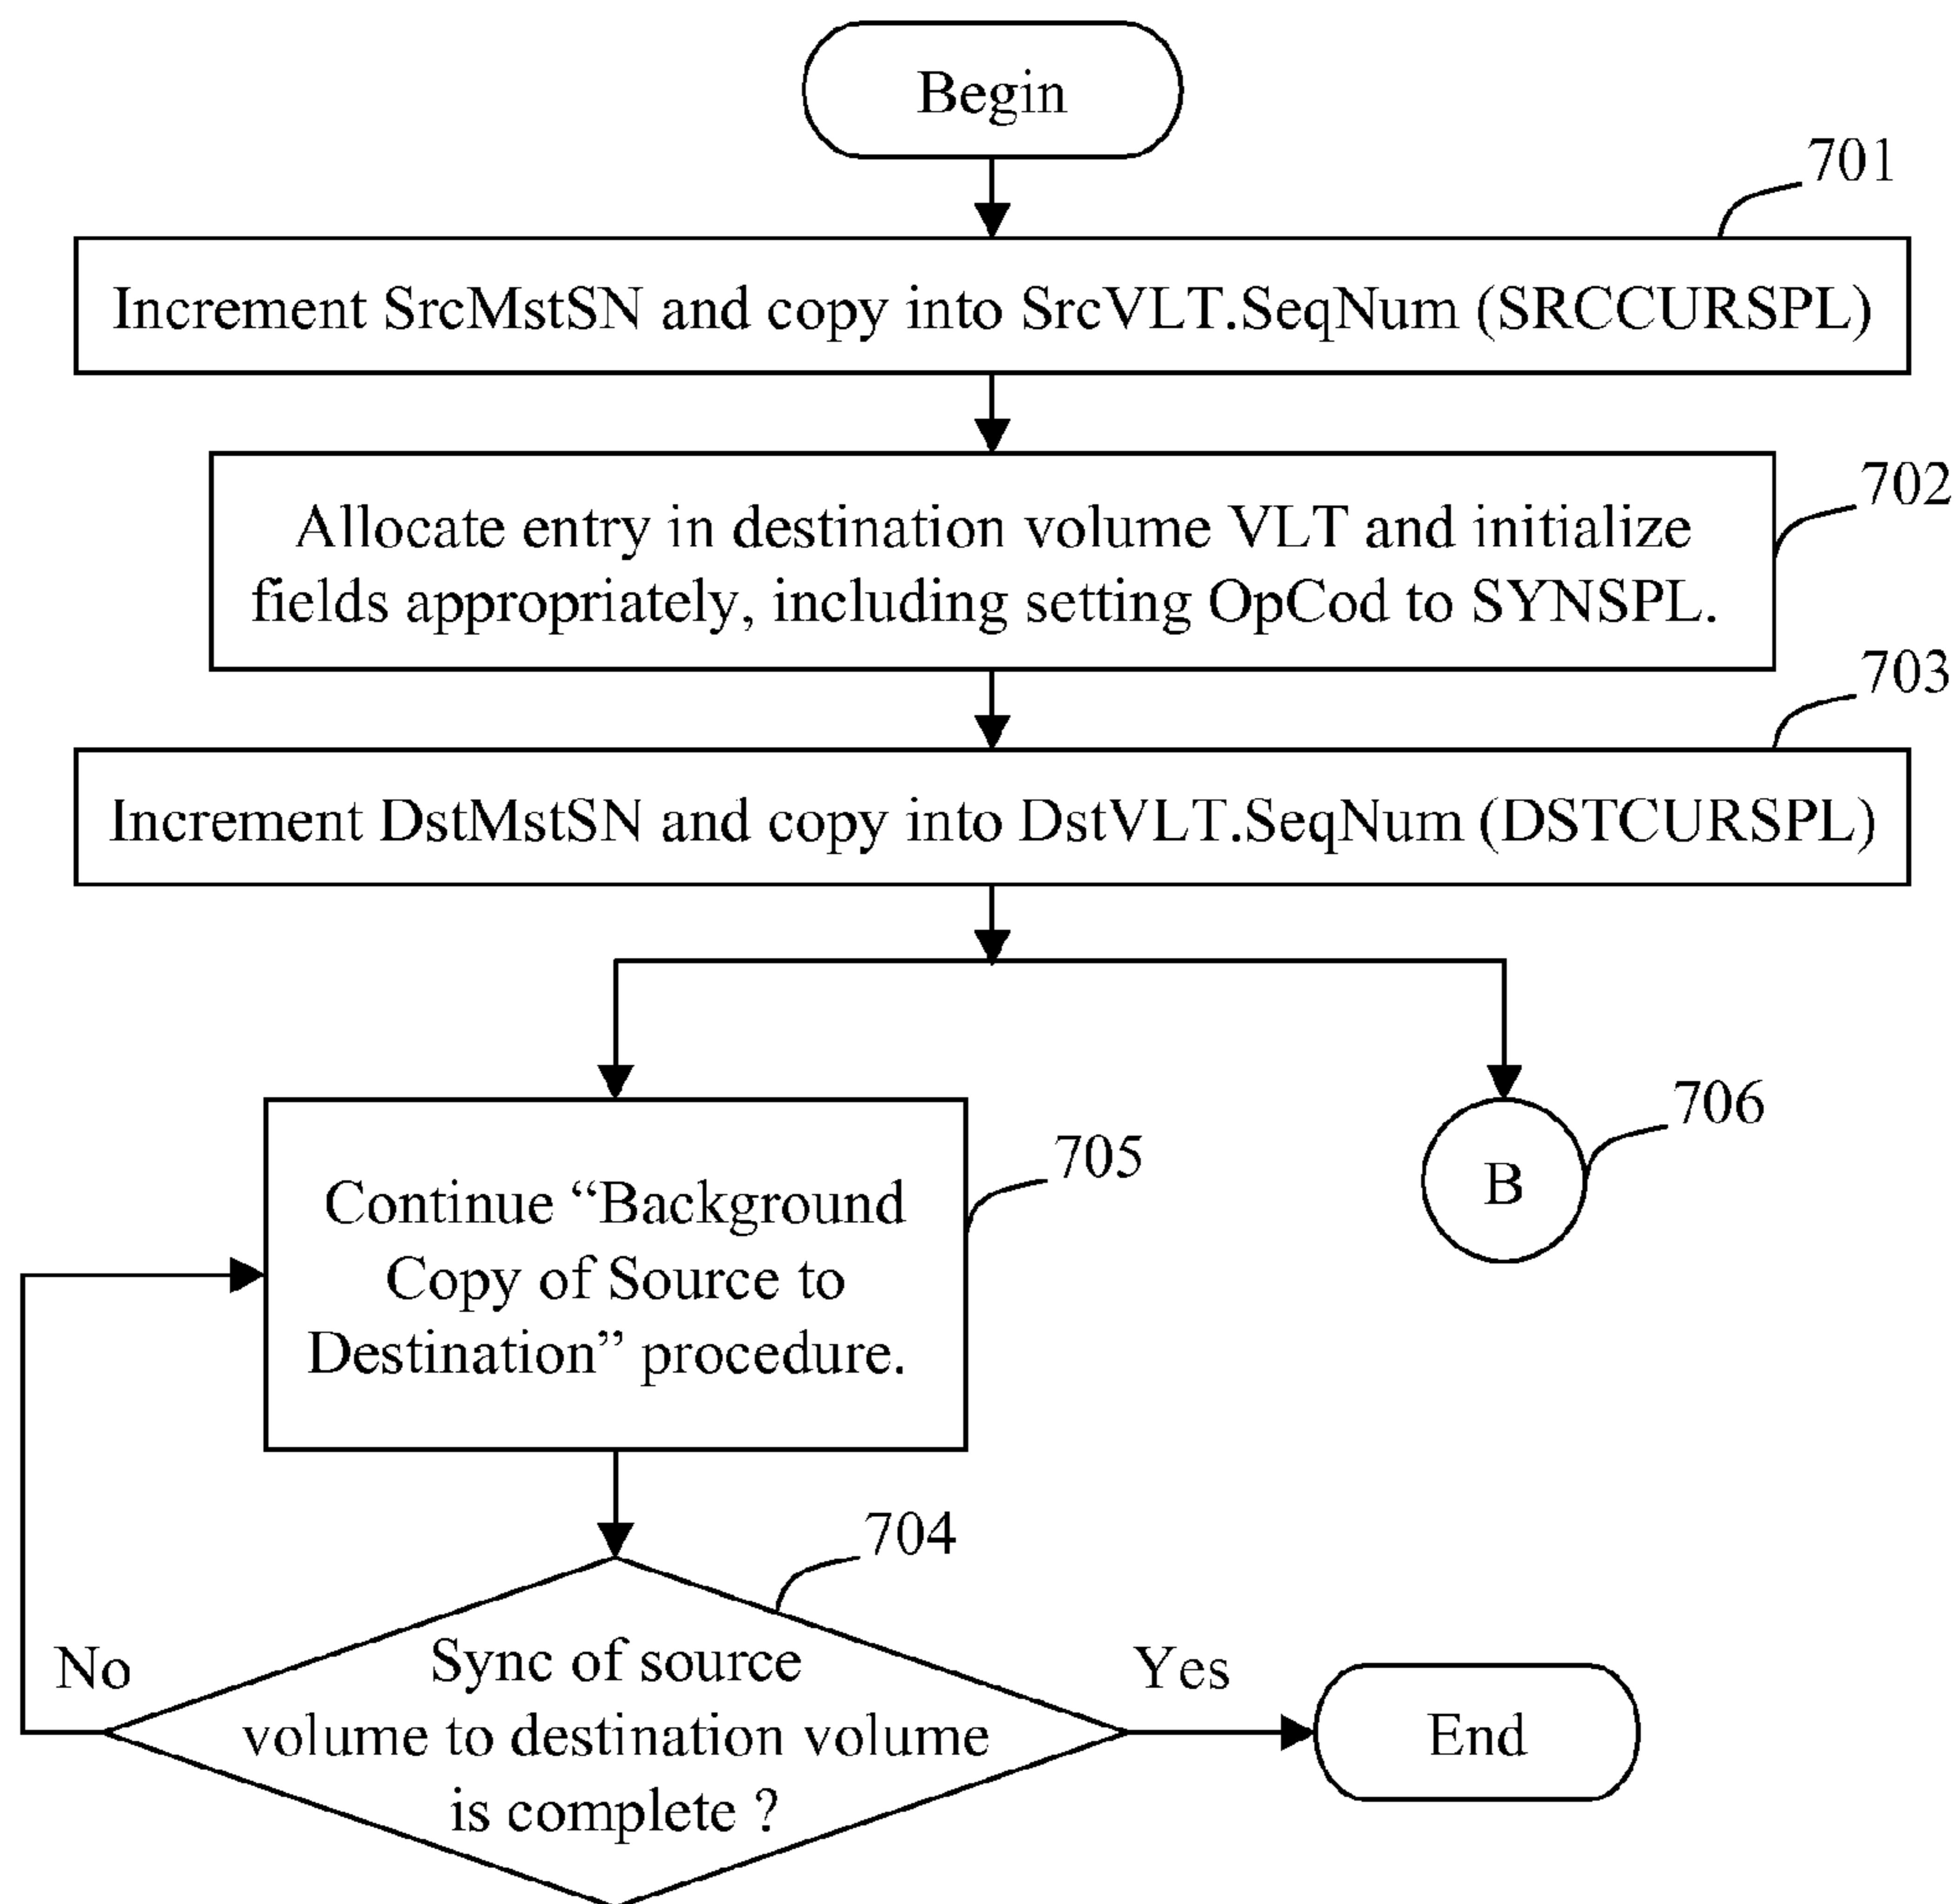 Begin
701
Increment SrcMstSN and copy into SrcVLT.SeqNum (SRCCURSPL)
702
Allocate entry in destination volume VLT and initialize
fields appropriately, including setting OpCod to SYNSPL.
703
Increment DstMstSN and copy into DstVLT.SeqNum (DSTCURSPL)
706
B
705
Continue “Background
Copy of Source to
Destination” procedure.
704
No
Sync of source
volume to destination volume
is complete ?
Yes
End